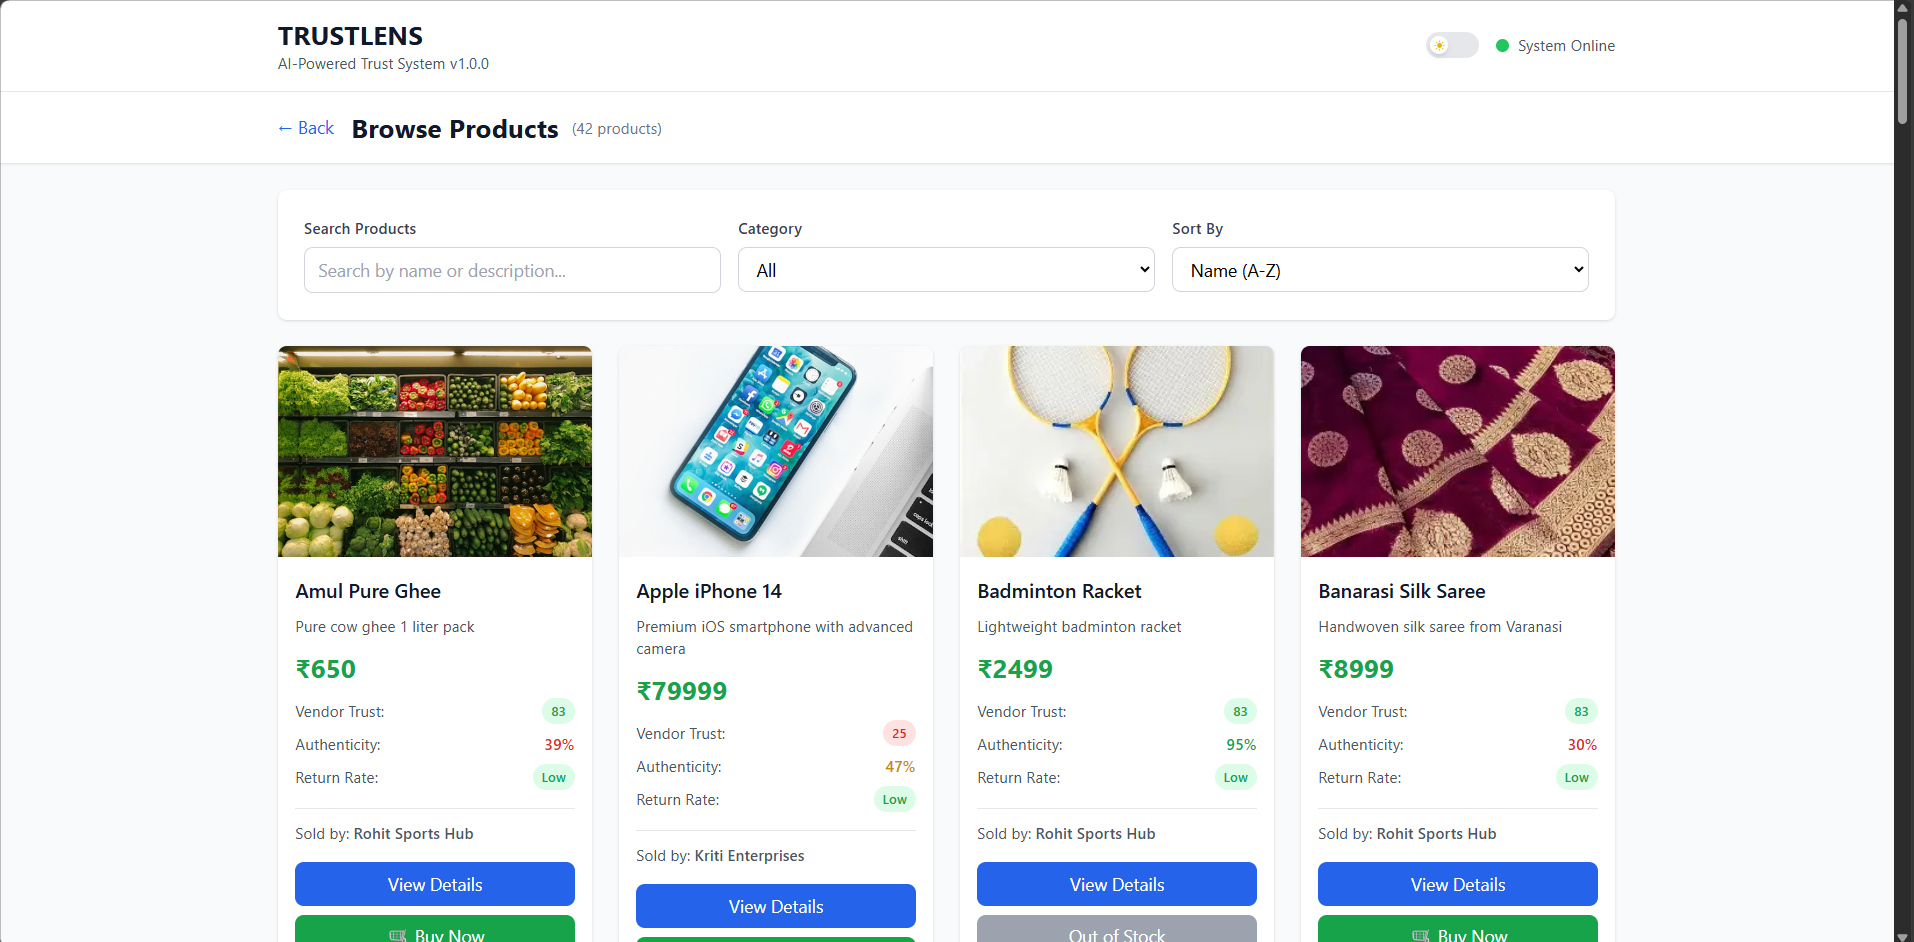 TRUSTLENS
AI-Powered Trust System v1.0.0
System Online
← Back
Browse Products
(42 products)
Search Products
Category
Sort By
Search by name or description...
All
Name (A-Z)
Amul Pure Ghee
Pure cow ghee 1 liter pack
₹650
Vendor Trust: 83
Authenticity: 39%
Return Rate: Low
Sold by: Rohit Sports Hub
View Details
Buy Now
caps lock
shift
Apple iPhone 14
Premium iOS smartphone with advanced
camera
₹79999
Vendor Trust: 25
Authenticity: 47%
Return Rate: Low
Sold by: Kriti Enterprises
View Details
Badminton Racket
Lightweight badminton racket
₹2499
Vendor Trust: 83
Authenticity: 95%
Return Rate: Low
Sold by: Rohit Sports Hub
View Details
Out of Stock
Banarasi Silk Saree
Handwoven silk saree from Varanasi
₹8999
Vendor Trust: 83
Authenticity: 30%
Return Rate: Low
Sold by: Rohit Sports Hub
View Details
Buy Now